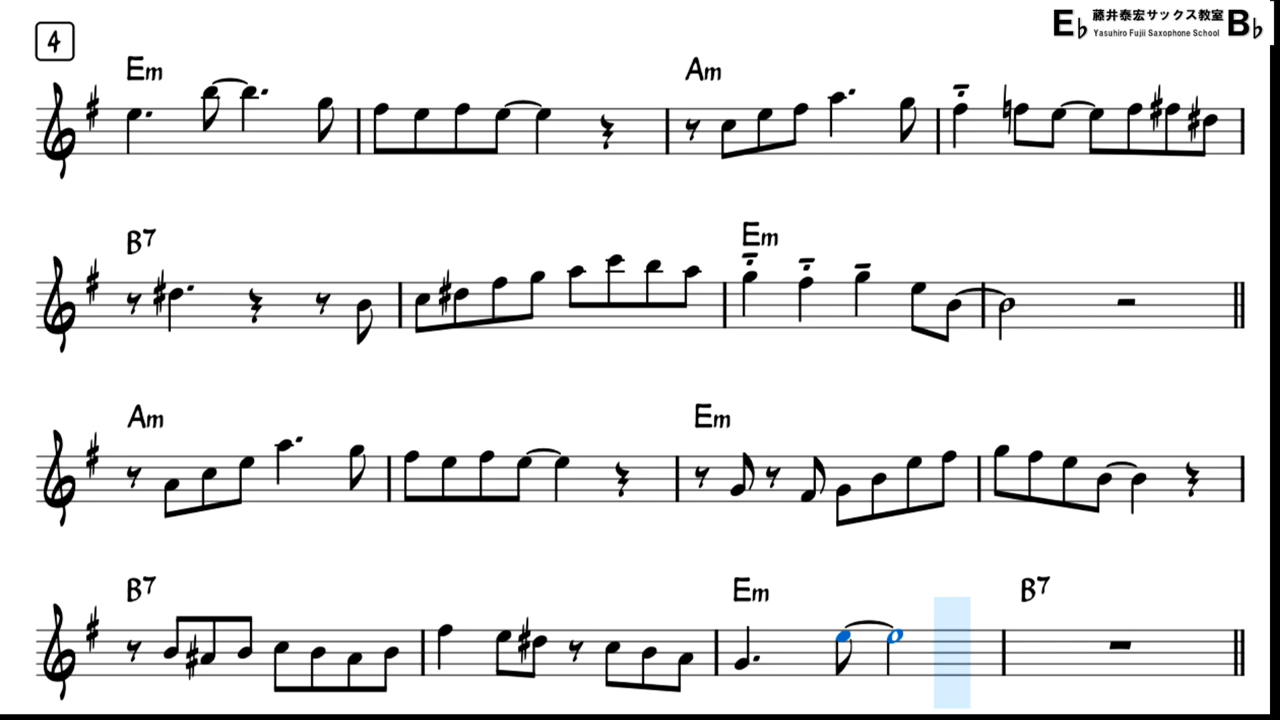 E♭ 藤井泰宏サックス教室 B♭
Yasuhiro Fujii Saxophone School
4
Em Am
B7 Em
Am Em
B7 Em B7